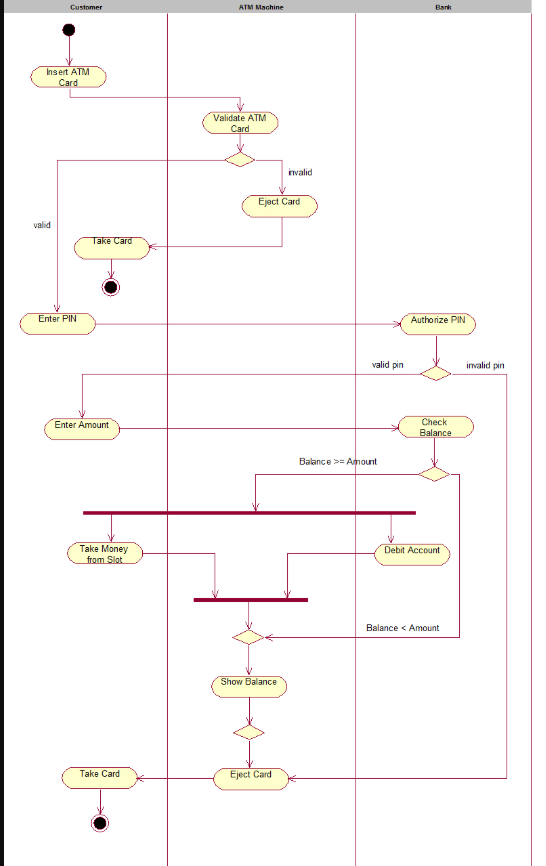 Customer
ATM Machine
Bank
Insert ATM
Card
Validate ATM
Card
invalid
Eject Card
valid
Take Card
Enter PIN
Authorize PIN
valid pin
invalid pin
Enter Amount
Check
Balance
Balance >= Amount
Take Money
from Slot
Debit Account
Balance < Amount
Show Balance
Take Card
Eject Card